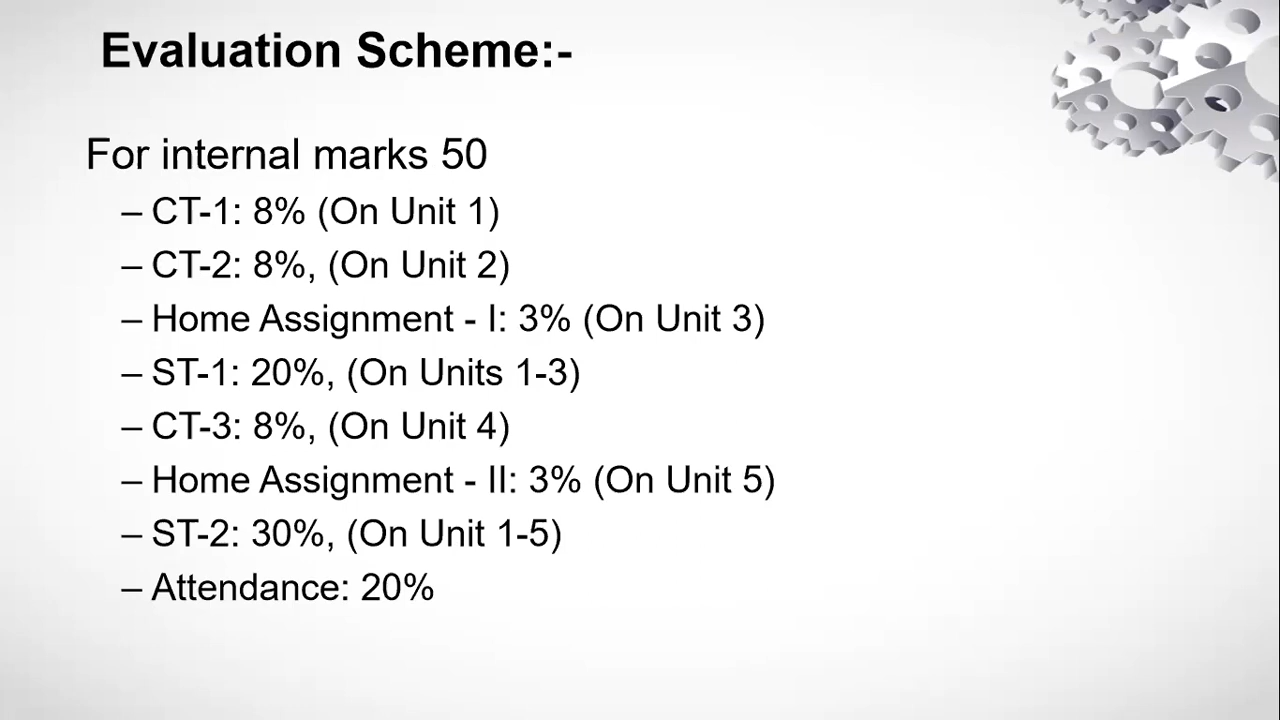 Evaluation Scheme:-
For internal marks 50
– CT-1: 8% (On Unit 1)
– CT-2: 8%, (On Unit 2)
– Home Assignment - I: 3% (On Unit 3)
– ST-1: 20%, (On Units 1-3)
– CT-3: 8%, (On Unit 4)
– Home Assignment - II: 3% (On Unit 5)
– ST-2: 30%, (On Unit 1-5)
– Attendance: 20%